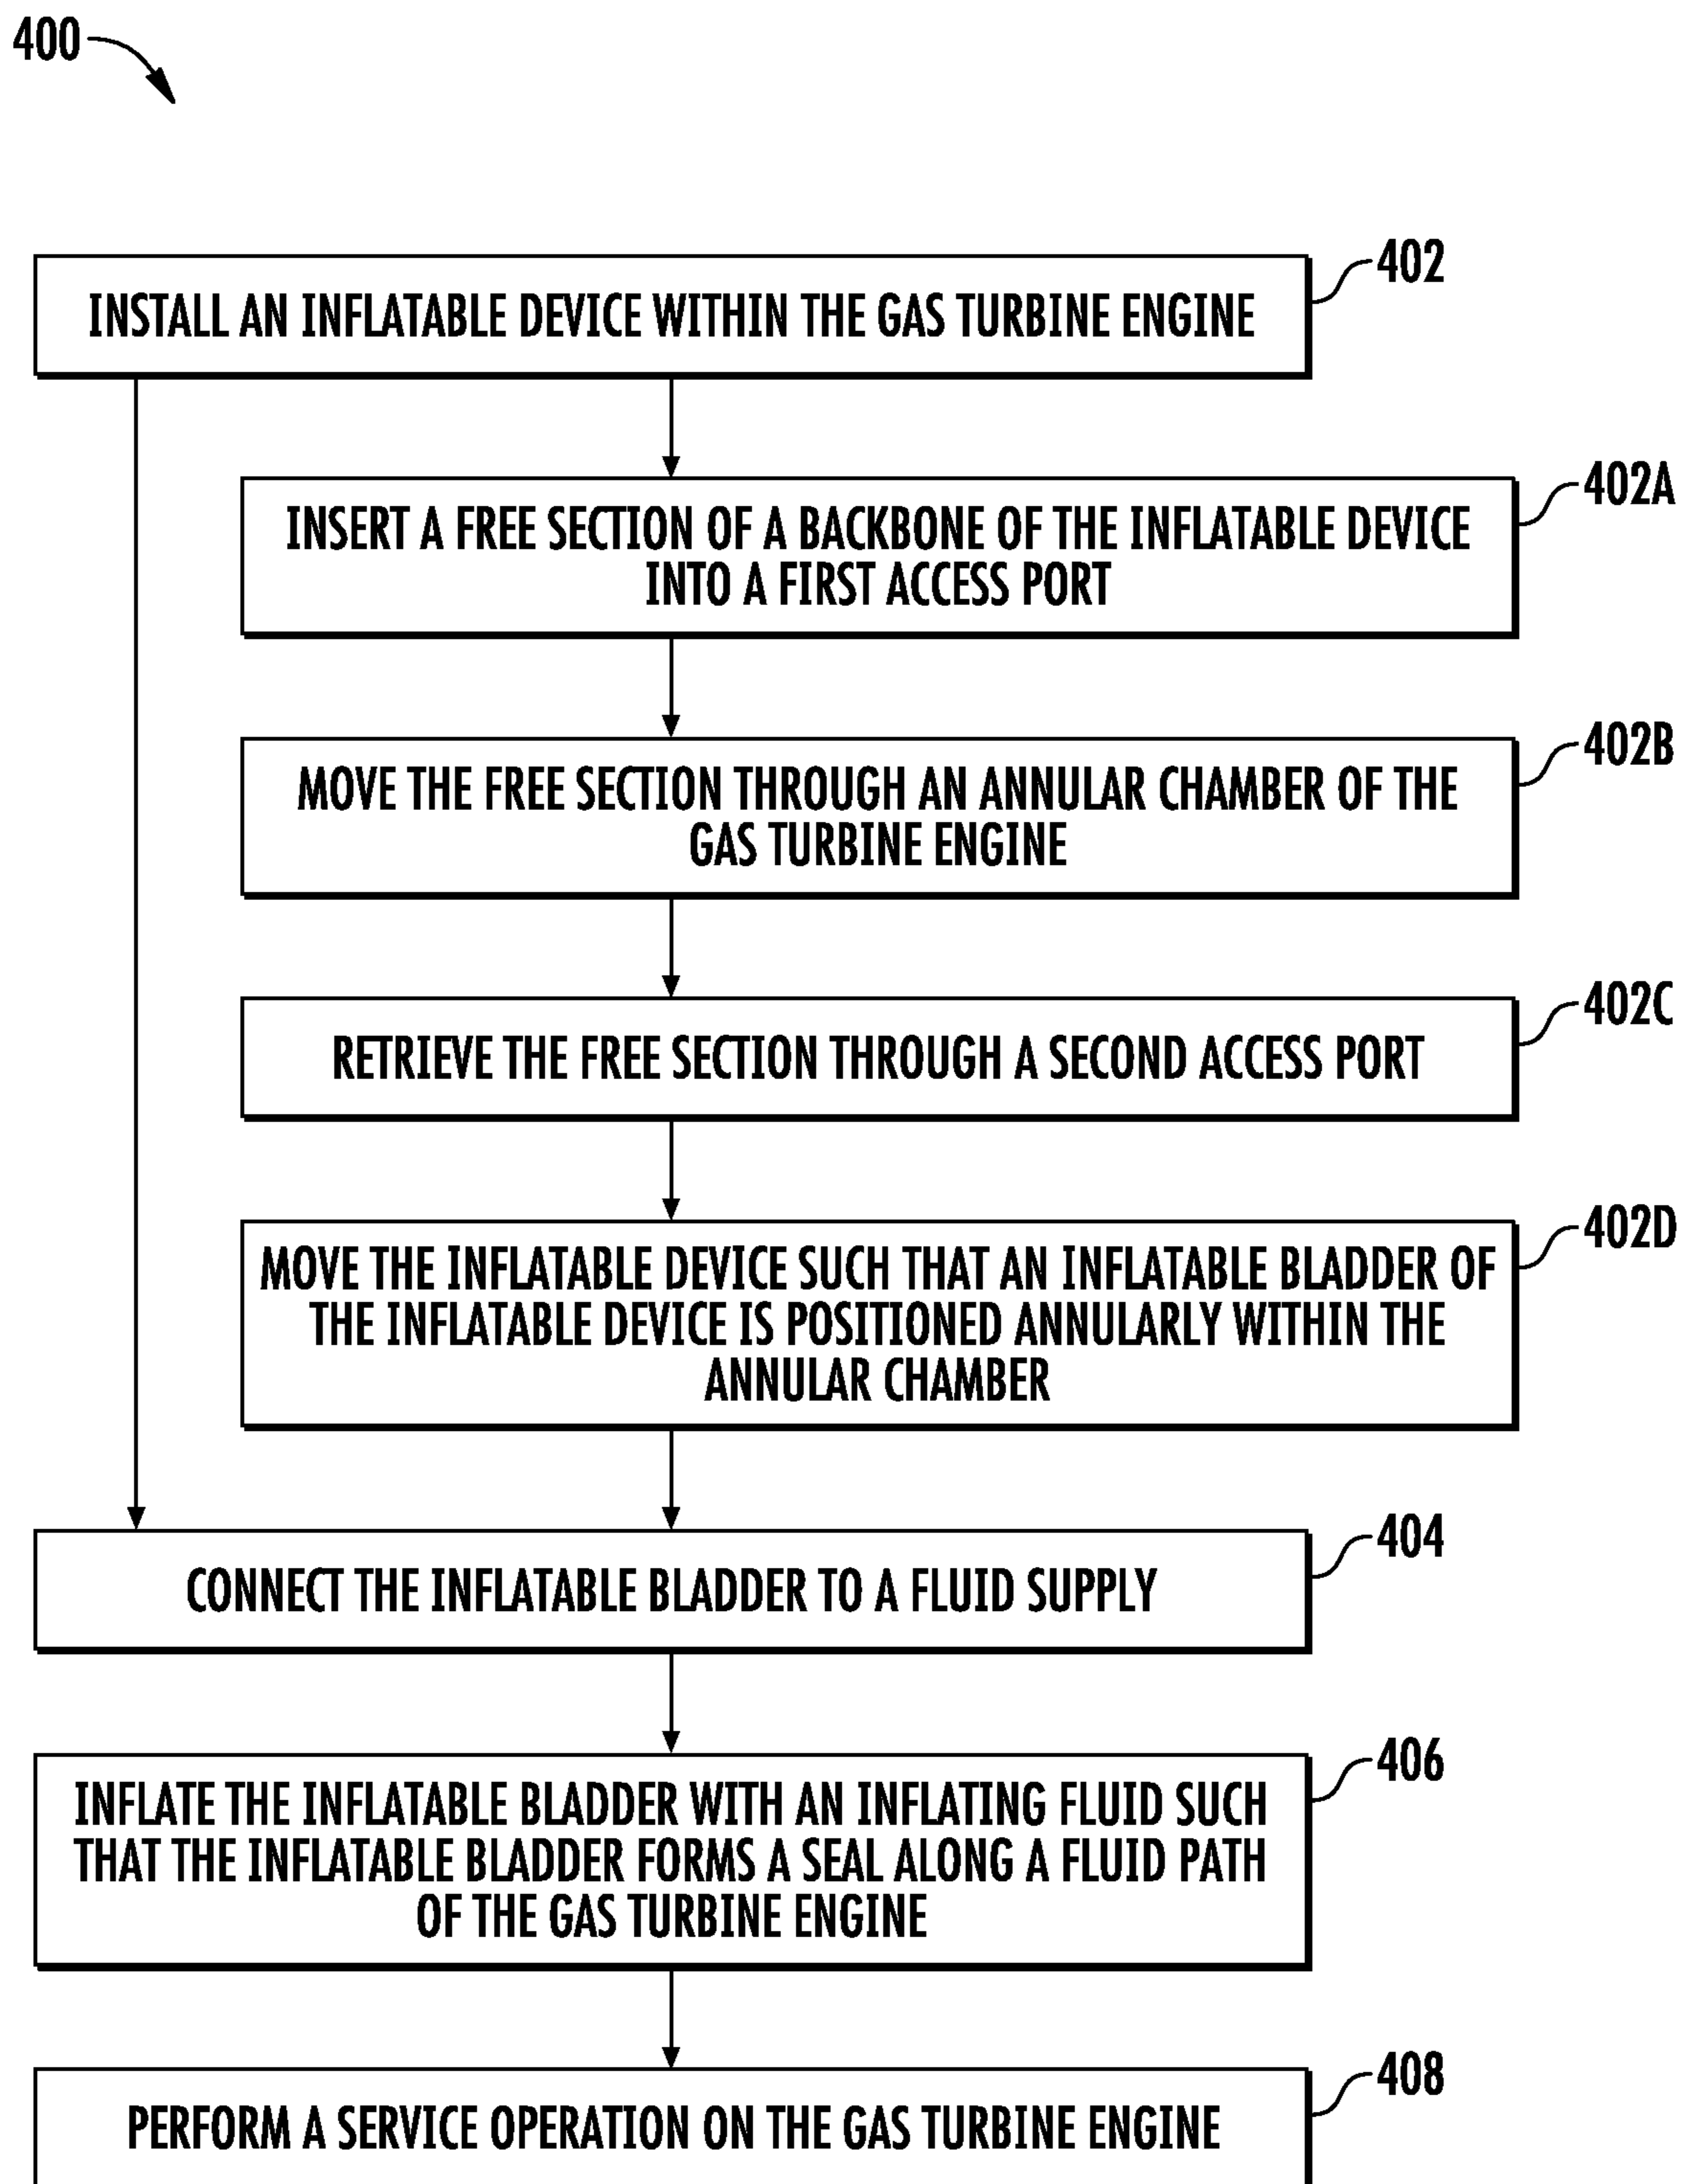 400
402
INSTALL AN INFLATABLE DEVICE WITHIN THE GAS TURBINE ENGINE
402A
INSERT A FREE SECTION OF A BACKBONE OF THE INFLATABLE DEVICE
INTO A FIRST ACCESS PORT
402B
MOVE THE FREE SECTION THROUGH AN ANNULAR CHAMBER OF THE
GAS TURBINE ENGINE
402C
RETRIEVE THE FREE SECTION THROUGH A SECOND ACCESS PORT
402D
MOVE THE INFLATABLE DEVICE SUCH THAT AN INFLATABLE BLADDER OF
THE INFLATABLE DEVICE IS POSITIONED ANNULARLY WITHIN THE
ANNULAR CHAMBER
404
CONNECT THE INFLATABLE BLADDER TO A FLUID SUPPLY
406
INFLATE THE INFLATABLE BLADDER WITH AN INFLATING FLUID SUCH
THAT THE INFLATABLE BLADDER FORMS A SEAL ALONG A FLUID PATH
OF THE GAS TURBINE ENGINE
408
PERFORM A SERVICE OPERATION ON THE GAS TURBINE ENGINE